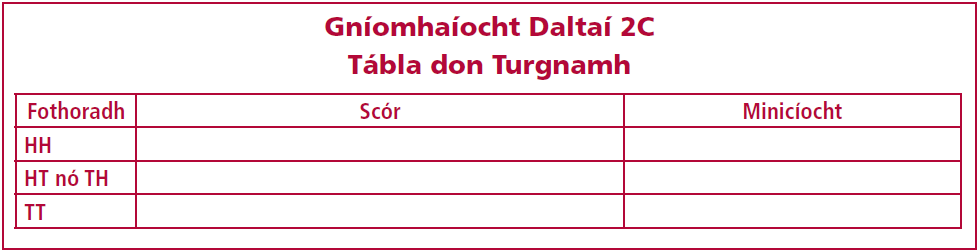 Gníomhaíocht Daltaí 2C
Tábla don Turgnamh
Fothoradh Scór Minicíocht
HH
HT nó TH
TT